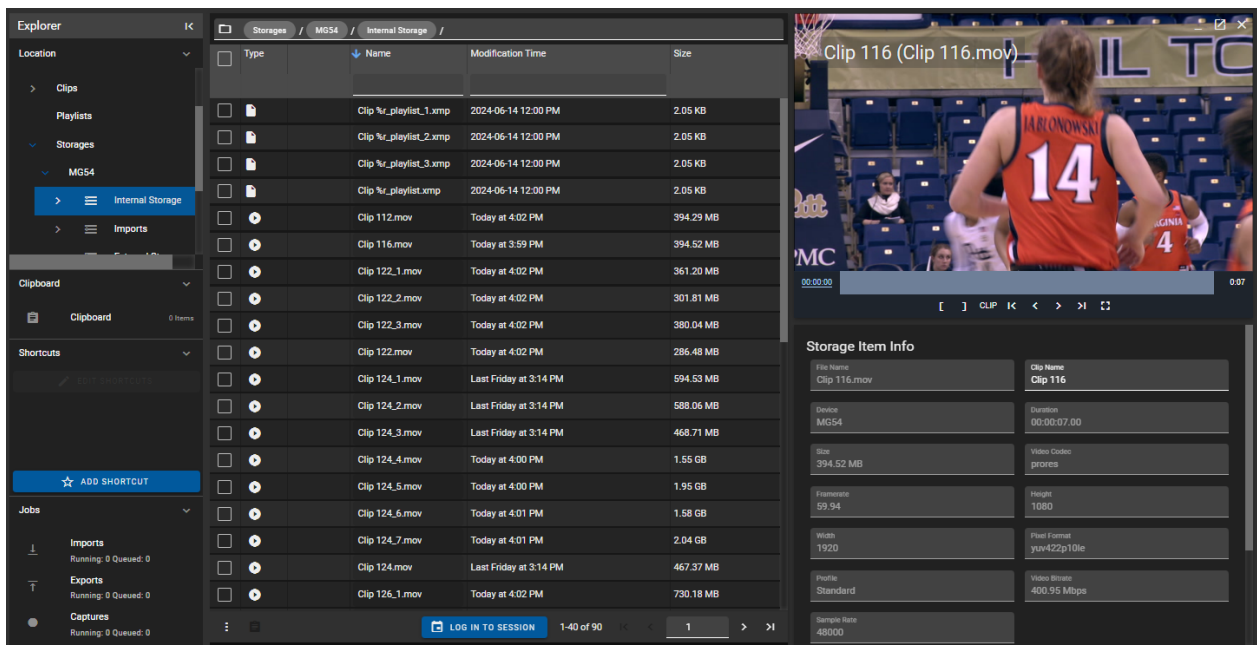 Explorer
Location
Clips
Playlists
Storages
MG54
Internal Storage
Imports
Clipboard
Clipboard
0 Items
Shortcuts
EDIT SHORTCUTS
ADD SHORTCUT
Jobs
Imports
Running: 0 Queued: 0
Exports
Running: 0 Queued: 0
Captures
Running: 0 Queued: 0
Storages / MG54 / Internal Storage /
Type Name Modification Time Size
Clip %r_playlist_1.xmp 2024-06-14 12:00 PM 2.05 KB
Clip %r_playlist_2.xmp 2024-06-14 12:00 PM 2.05 KB
Clip %r_playlist_3.xmp 2024-06-14 12:00 PM 2.05 KB
Clip %r_playlist.xmp 2024-06-14 12:00 PM 2.05 KB
Clip 112.mov Today at 4:02 PM 394.29 MB
Clip 116.mov Today at 3:59 PM 394.52 MB
Clip 122_1.mov Today at 4:02 PM 361.20 MB
Clip 122_2.mov Today at 4:02 PM 301.81 MB
Clip 122_3.mov Today at 4:02 PM 380.04 MB
Clip 122.mov Today at 4:02 PM 286.48 MB
Clip 124_1.mov Last Friday at 3:14 PM 594.53 MB
Clip 124_2.mov Last Friday at 3:14 PM 588.06 MB
Clip 124_3.mov Last Friday at 3:14 PM 468.71 MB
Clip 124_4.mov Today at 4:00 PM 1.55 GB
Clip 124_5.mov Today at 4:00 PM 1.95 GB
Clip 124_6.mov Today at 4:01 PM 1.58 GB
Clip 124_7.mov Today at 4:01 PM 2.04 GB
Clip 124.mov Last Friday at 3:14 PM 467.37 MB
Clip 126_1.mov Today at 4:02 PM 730.18 MB
LOG IN TO SESSION 1-40 of 90 1
Clip 116 (Clip 116.mov)
HAIL TO
JABLONOWSKI
14
VIRGINIA
4
Pitt
PMC
00:00:00
0:07
[ ] CLIP
Storage Item Info
File Name
Clip 116.mov
Clip Name
Clip 116
Device
MG54
Duration
00:00:07.00
Size
394.52 MB
Video Codec
prores
Framerate
59.94
Height
1080
Width
1920
Pixel Format
yuv422p10le
Profile
Standard
Video Bitrate
400.95 Mbps
Sample Rate
48000